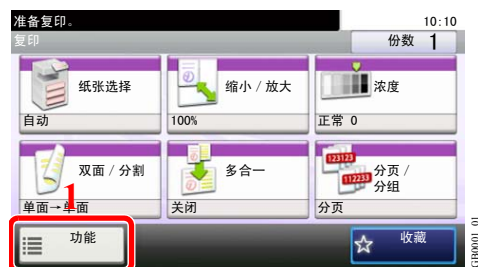 准备复印。
10:10
复印
份数 1
纸张选择
自动
缩小 / 放大
100%
浓度
正常 0
双面 / 分割
单面→单面
多合一
关闭
123123
112233
分页 /
分组
分页
1
功能
收藏
GB0001_01